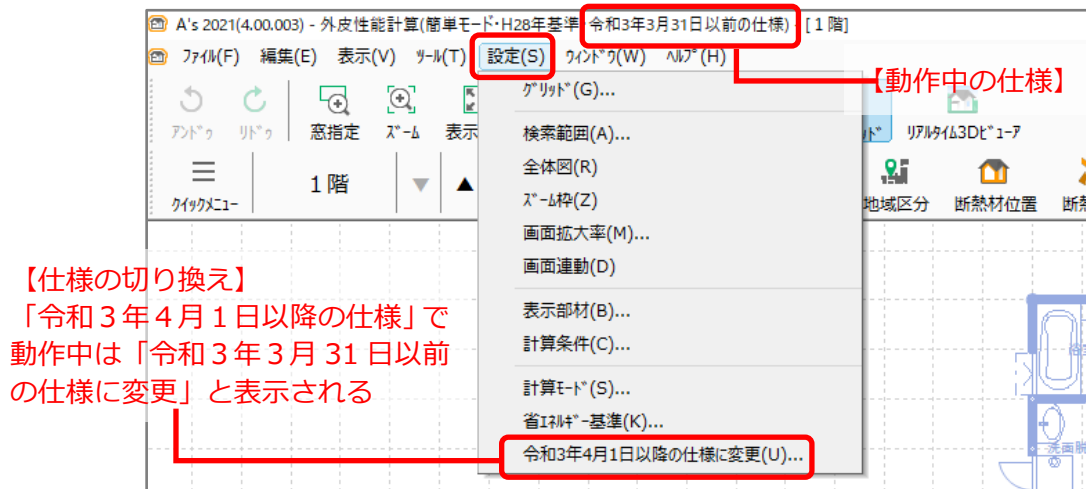 A's 2021(4.00.003) - 外皮性能計算(簡単モード・H28年基準・令和3年3月31日以前の仕様) - [1階]
ﾌｧｲﾙ(F) 編集(E) 表示(V) ﾂｰﾙ(T) 設定(S) ｳｨﾝﾄﾞｳ(W) ﾍﾙﾌﾟ(H)
【動作中の仕様】
ｱﾝﾄﾞｩ ﾘﾄﾞｩ 窓指定 ｽﾞｰﾑ 表示 ﾘｱﾙﾀｲﾑ3Dﾋﾞｭｰｱ
ｸｲｯｸﾒﾆｭｰ 1階 ▼ ▲ 地域区分 断熱材位置 断熱
ｸﾞﾘｯﾄﾞ(G)...
検索範囲(A)...
全体図(R)
ｽﾞｰﾑ枠(Z)
画面拡大率(M)...
画面連動(D)
表示部材(B)...
計算条件(C)...
計算ﾓｰﾄﾞ(S)...
省ｴﾈﾙｷﾞｰ基準(K)...
令和3年4月1日以降の仕様に変更(U)...
【仕様の切り換え】
「令和３年４月１日以降の仕様」で
動作中は「令和３年３月 31 日以前
の仕様に変更」と表示される